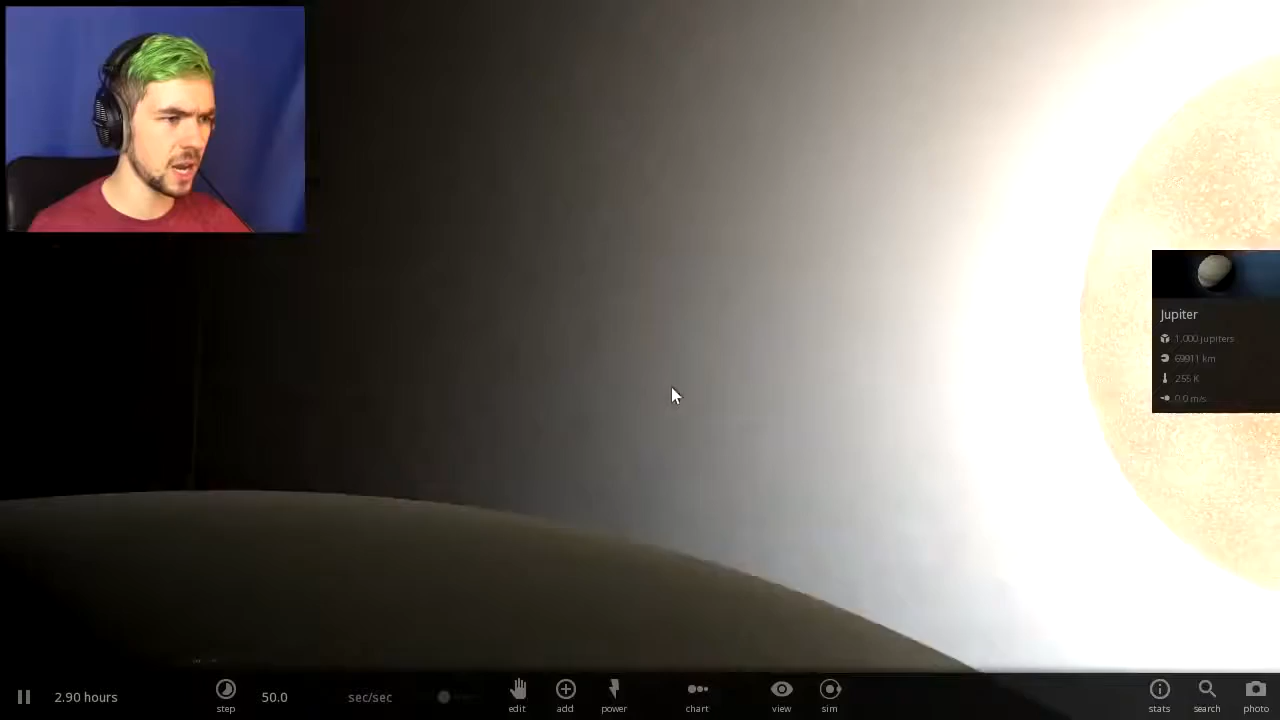 Jupiter
1.000 jupiters
69911 km
255 K
0.0 m/s
2.90 hours
step
50.0
sec/sec
edit
add
power
chart
view
sim
stats
search
photo